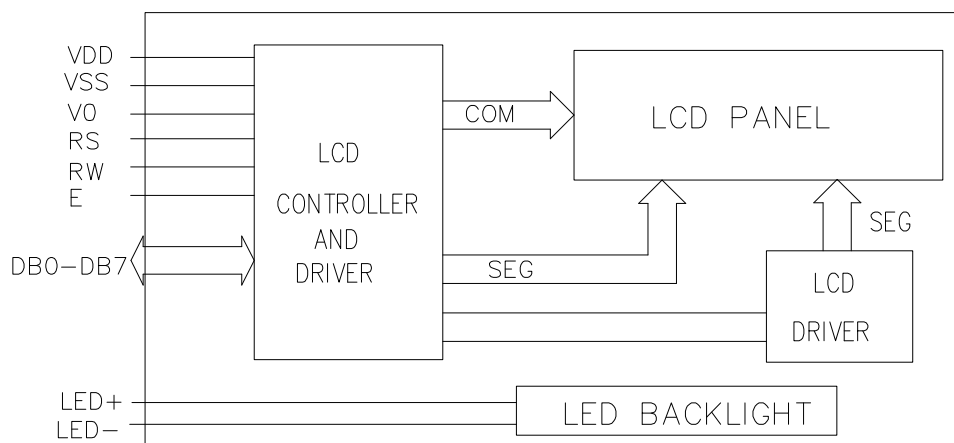 VDD
VSS
V0
RS
RW
E
DB0-DB7
LED+
LED-
LCD
CONTROLLER
AND
DRIVER
COM
SEG
LCD PANEL
SEG
LCD
DRIVER
LED BACKLIGHT